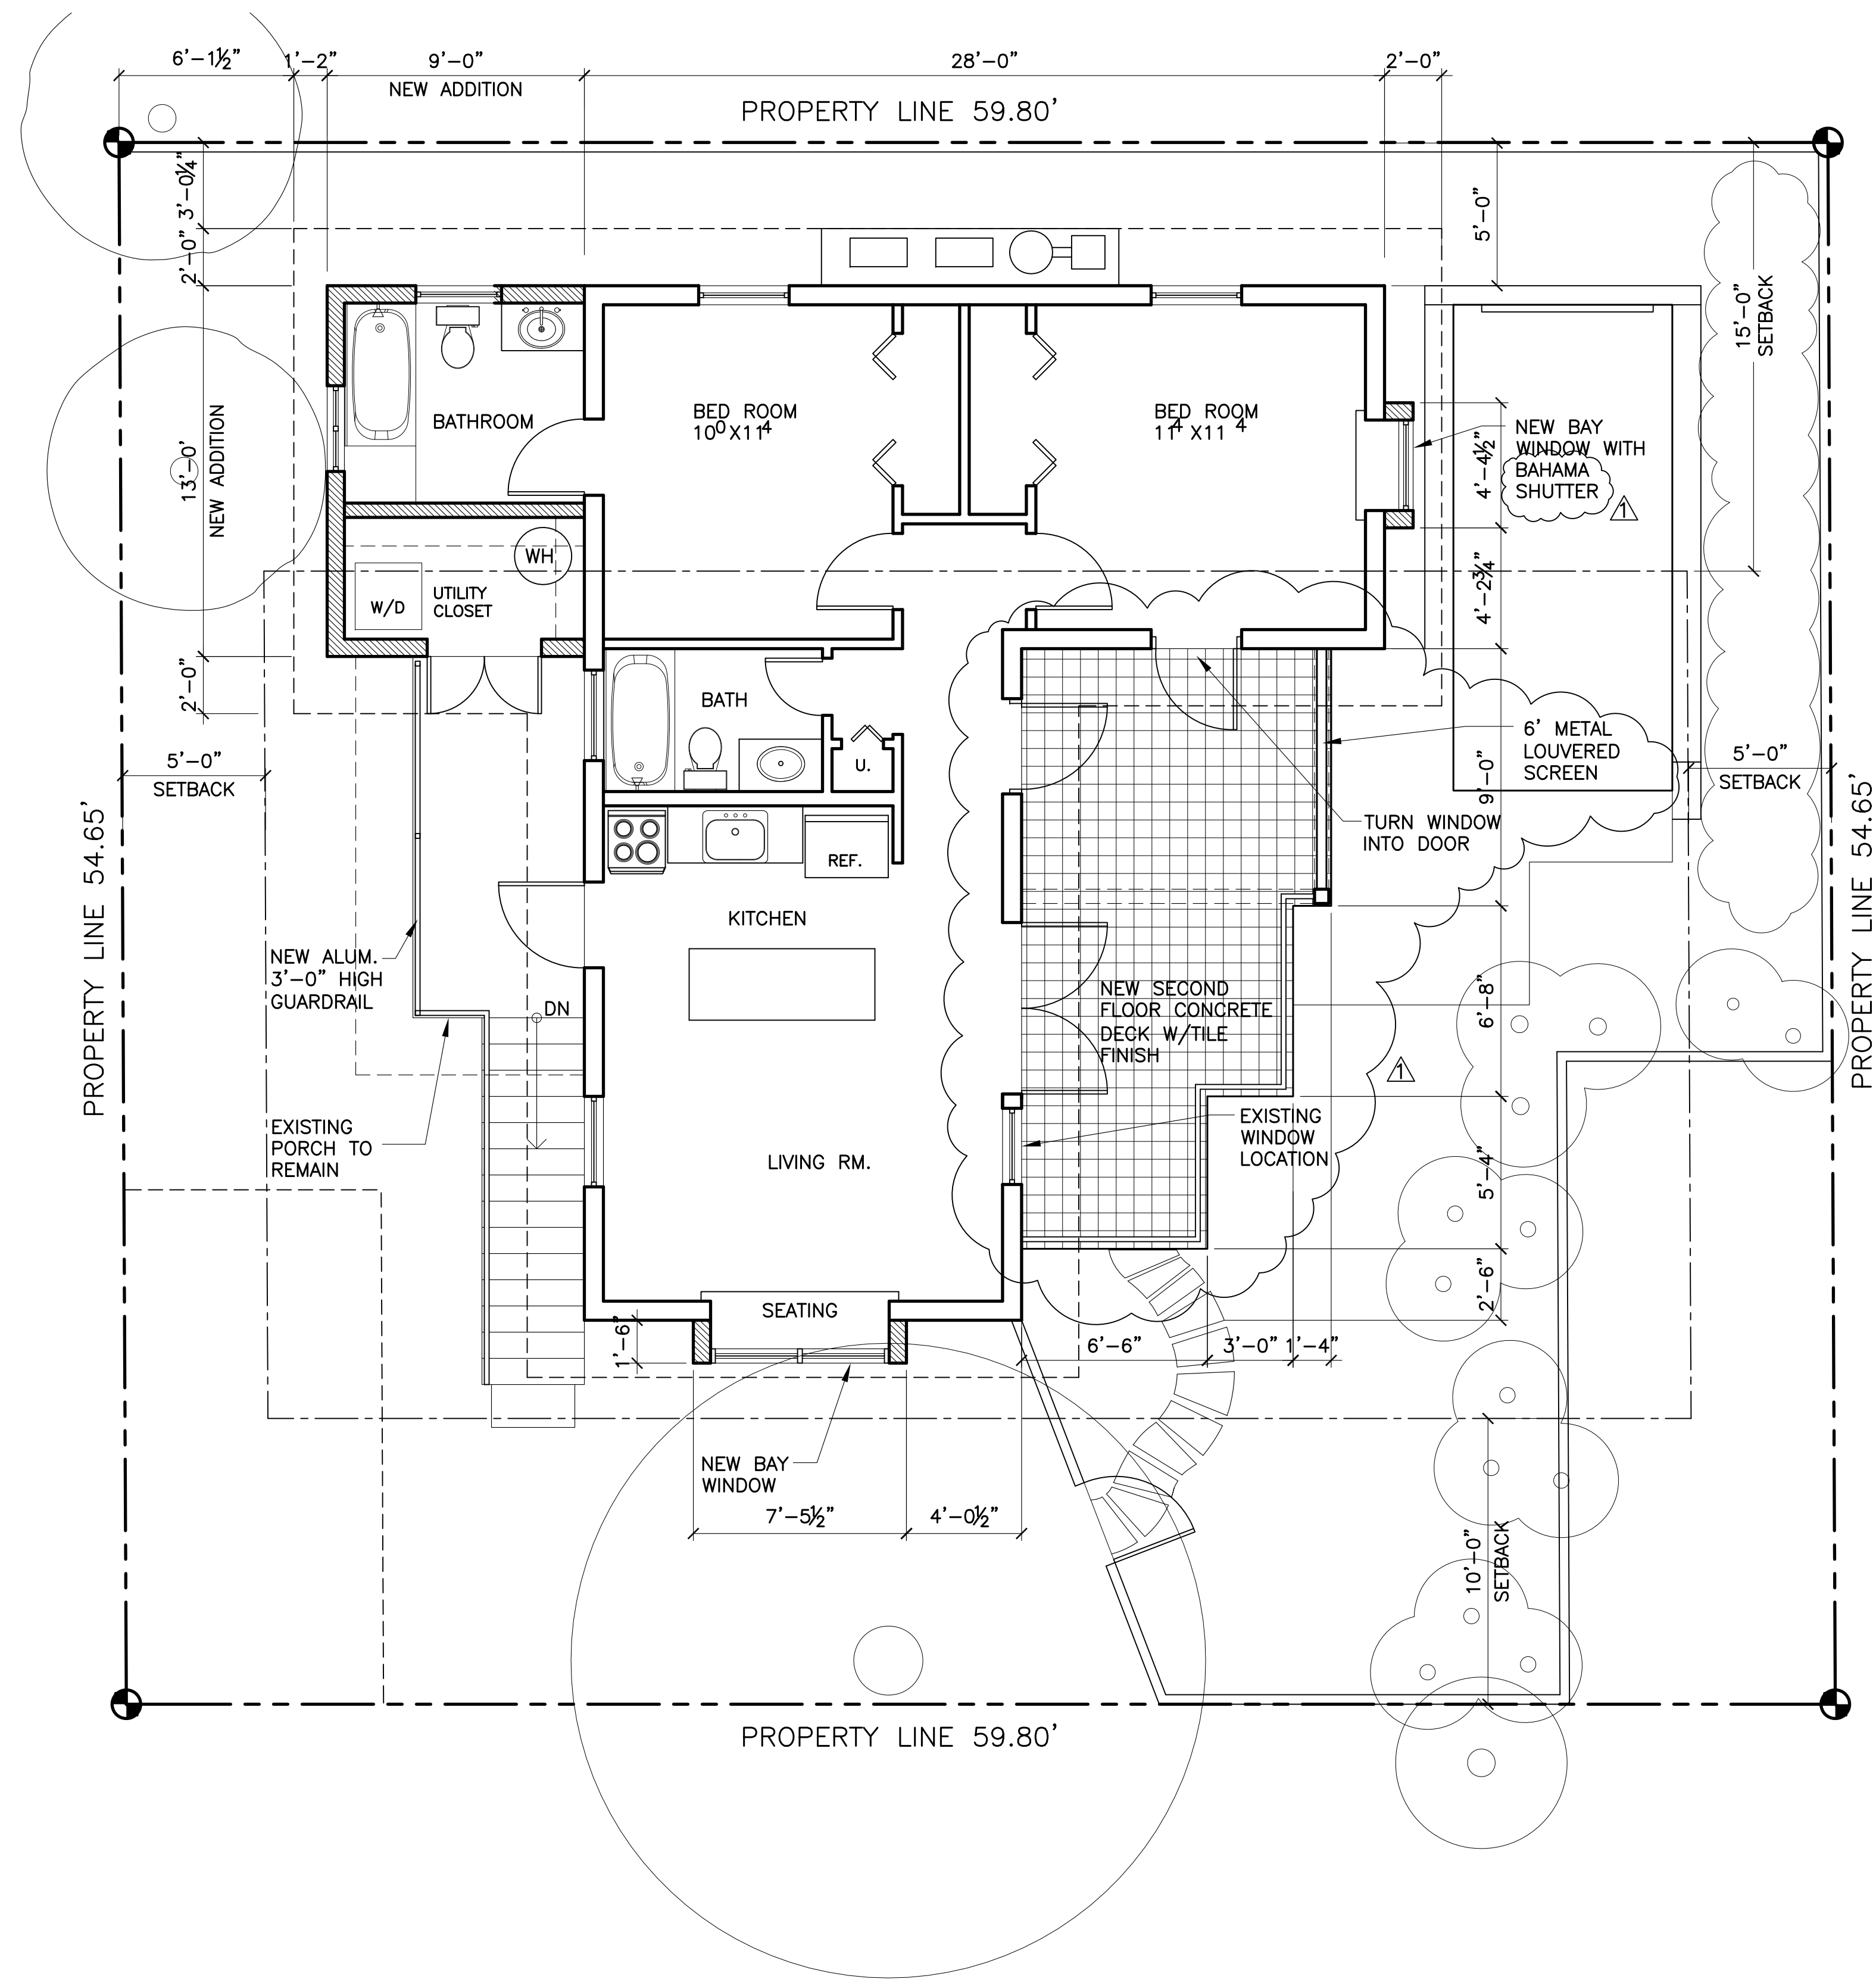 6'-1½" 1'-2" 9'-0" 28'-0" 2'-0"
NEW ADDITION
PROPERTY LINE 59.80'
3'-0¼"
2'-0"
13'-0'
NEW ADDITION
2'-0"
5'-0"
15'-0"
SETBACK
BATHROOM
BED ROOM
10⁰ X11⁴
BED ROOM
11⁴ X11 ⁴
NEW BAY
WINDOW WITH
BAHAMA
SHUTTER
1
4'-4½"
4'-2¾"
WH
W/D
UTILITY
CLOSET
BATH
U.
6' METAL
LOUVERED
SCREEN
9'-0"
5'-0"
SETBACK
5'-0"
SETBACK
TURN WINDOW
INTO DOOR
REF.
KITCHEN
PROPERTY LINE 54.65'
PROPERTY LINE 54.65'
NEW ALUM.
3'-0" HIGH
GUARDRAIL
DN
NEW SECOND
FLOOR CONCRETE
DECK W/TILE
FINISH
6'-8"
1
EXISTING
PORCH TO
REMAIN
EXISTING
WINDOW
LOCATION
LIVING RM.
5'-4"
2'-6"
SEATING
1'-6"
6'-6" 3'-0 1'-4"
NEW BAY
WINDOW
7'-5½" 4'-0½"
10'-0"
SETBACK
PROPERTY LINE 59.80'